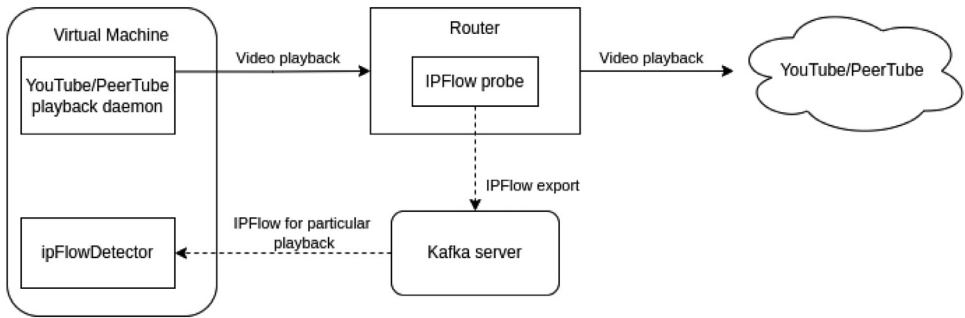 Virtual Machine
YouTube/PeerTube
playback daemon
Video playback
Router
IPFlow probe
Video playback
YouTube/PeerTube
IPFlow export
ipFlowDetector
IPFlow for particular
playback
Kafka server